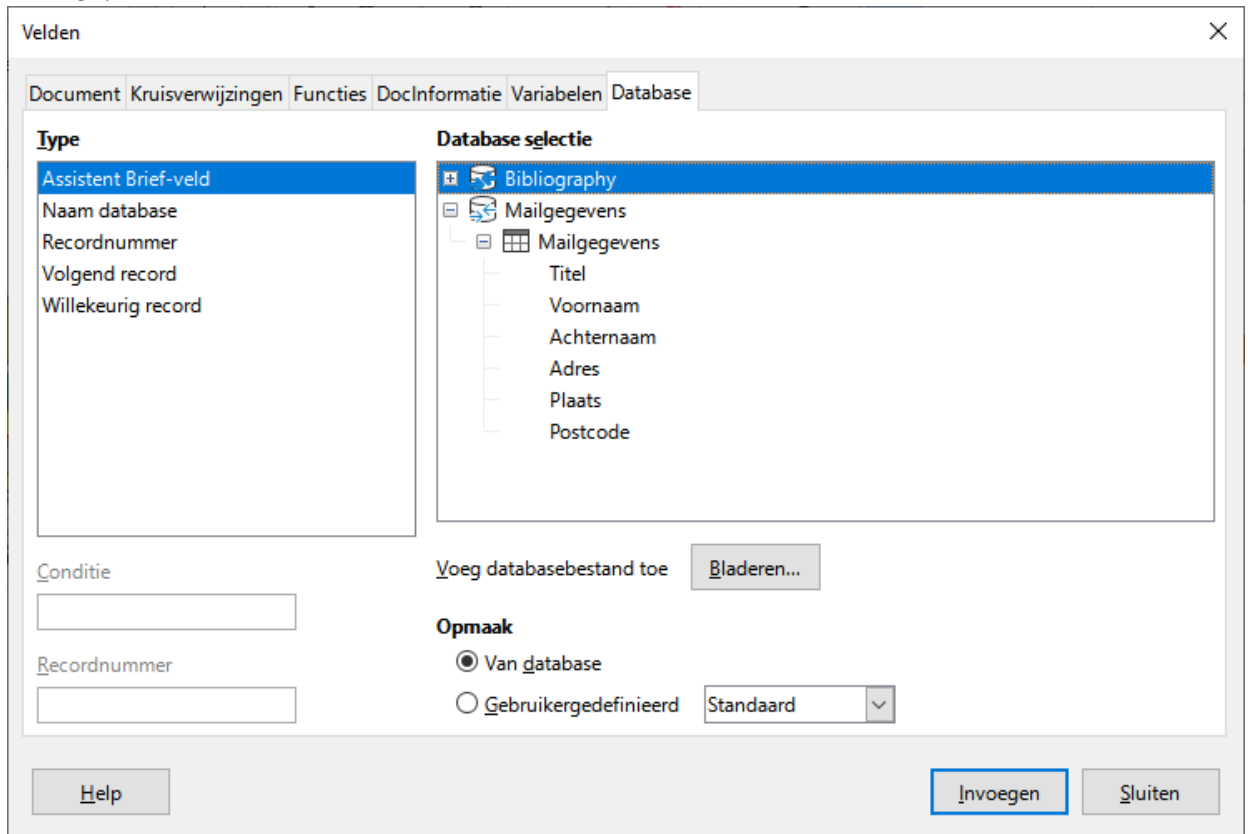 Velden
Document Kruisverwijzingen Functies DocInformatie Variabelen Database
Type
Assistent Brief-veld
Naam database
Recordnummer
Volgend record
Willekeurig record
Conditie
Recordnummer
Database selectie
Bibliography
Mailgegevens
Mailgegevens
Titel
Voornaam
Achternaam
Adres
Plaats
Postcode
Voeg databasebestand toe Bladeren...
Opmaak
Van database
Gebruikergedefinieerd Standaard
Help Invoegen Sluiten